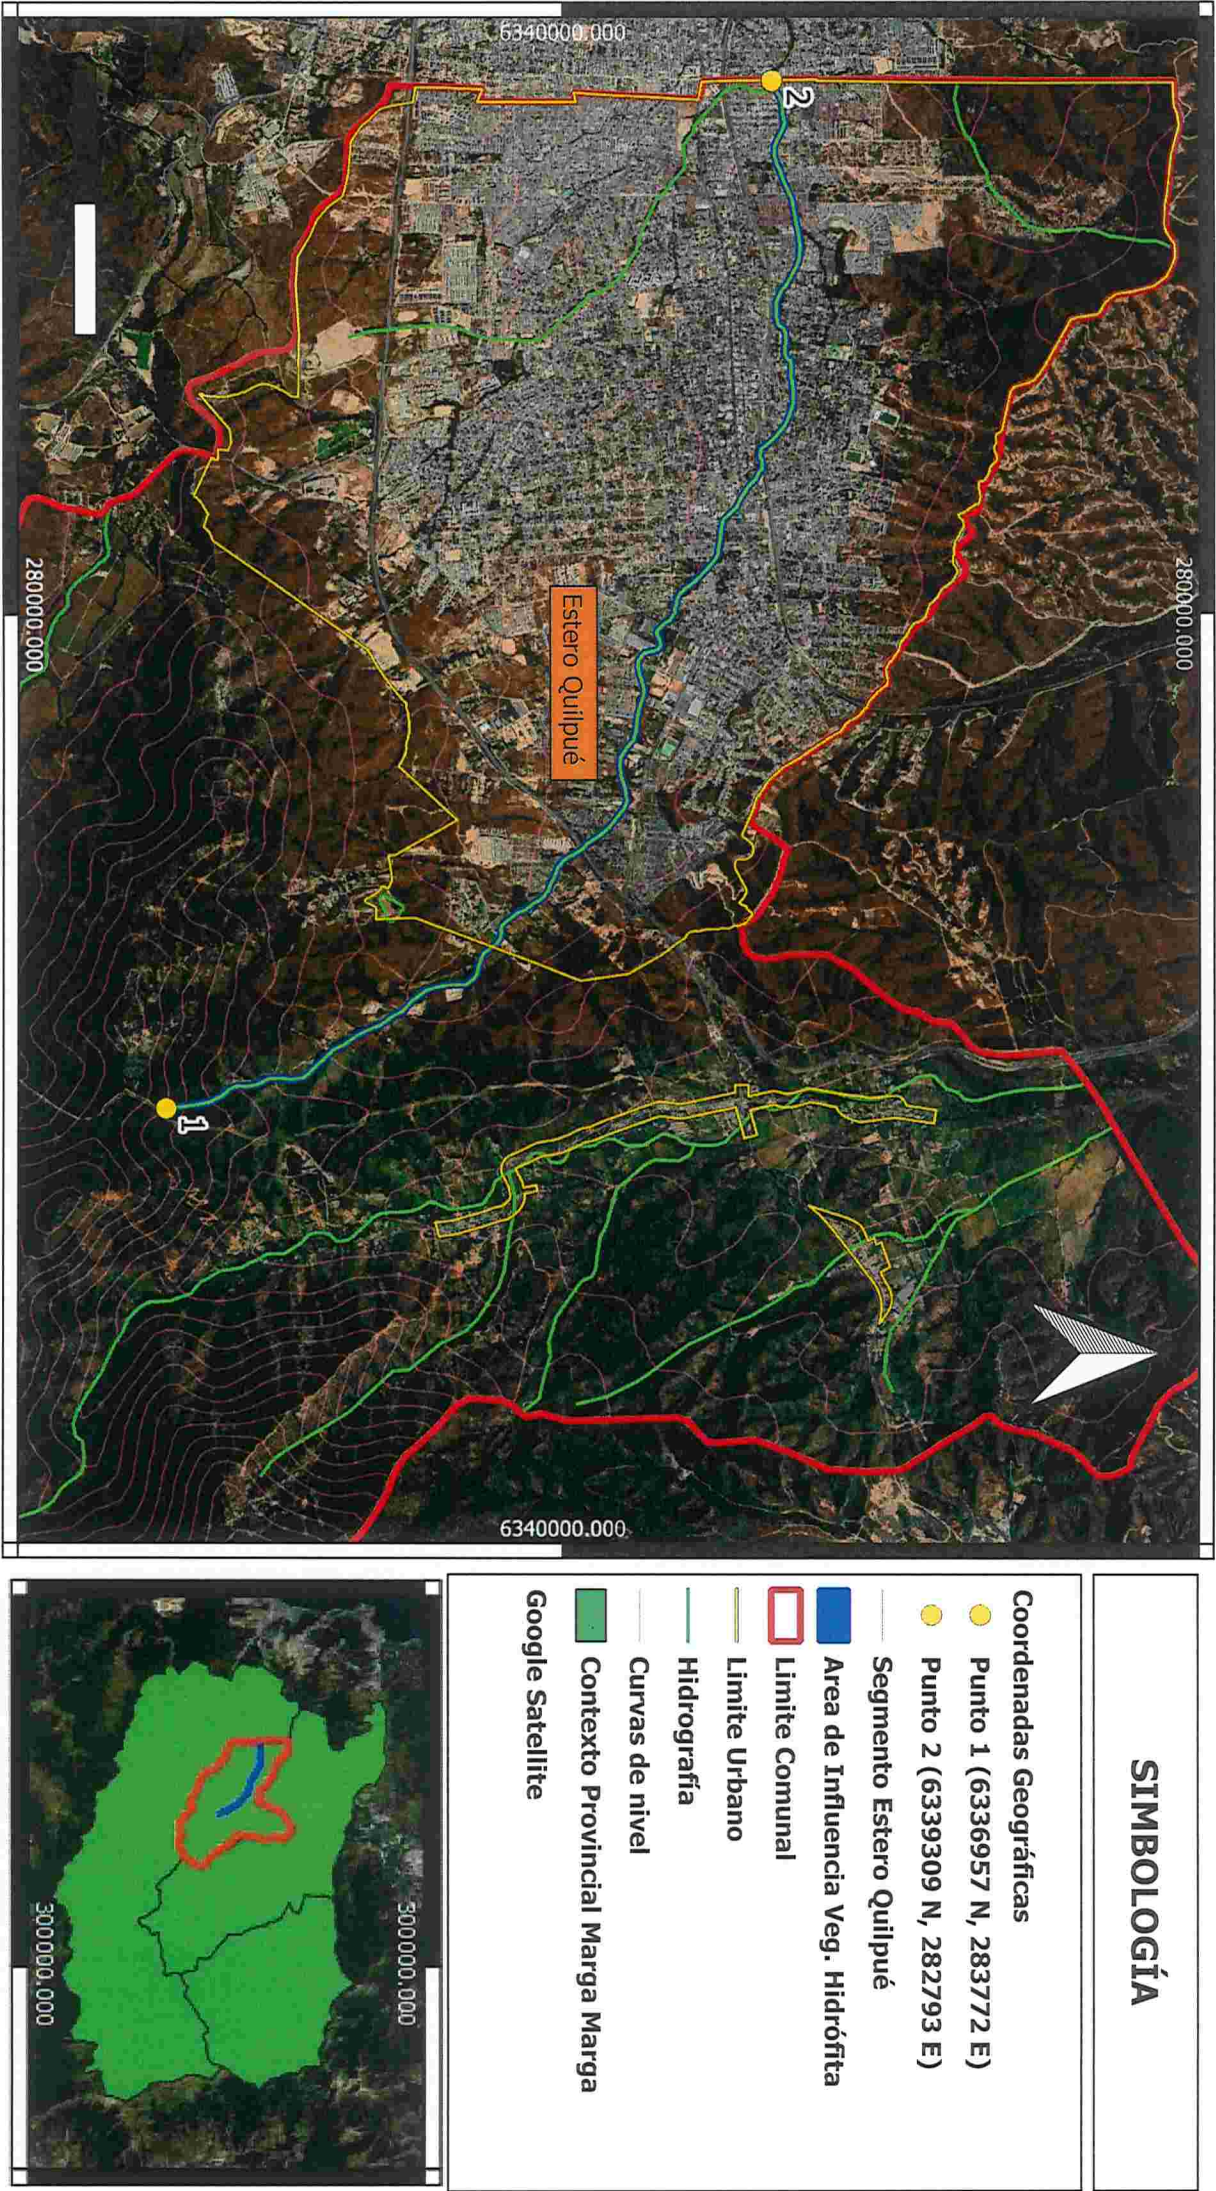 6340000.000
280000.000
280000.000
2
Estero Quilpué
1
6340000.000
SIMBOLOGÍA
Coordenadas Geográficas
Punto 1 (6336957 N, 283772 E)
Punto 2 (6339309 N, 282793 E)
Segmento Estero Quilpué
Area de Influencia Veg. Hidrófita
Limite Comunal
Limite Urbano
Hidrografía
Curvas de nivel
Contexto Provincial Marga Marga
Google Satellite
300000.000
300000.000